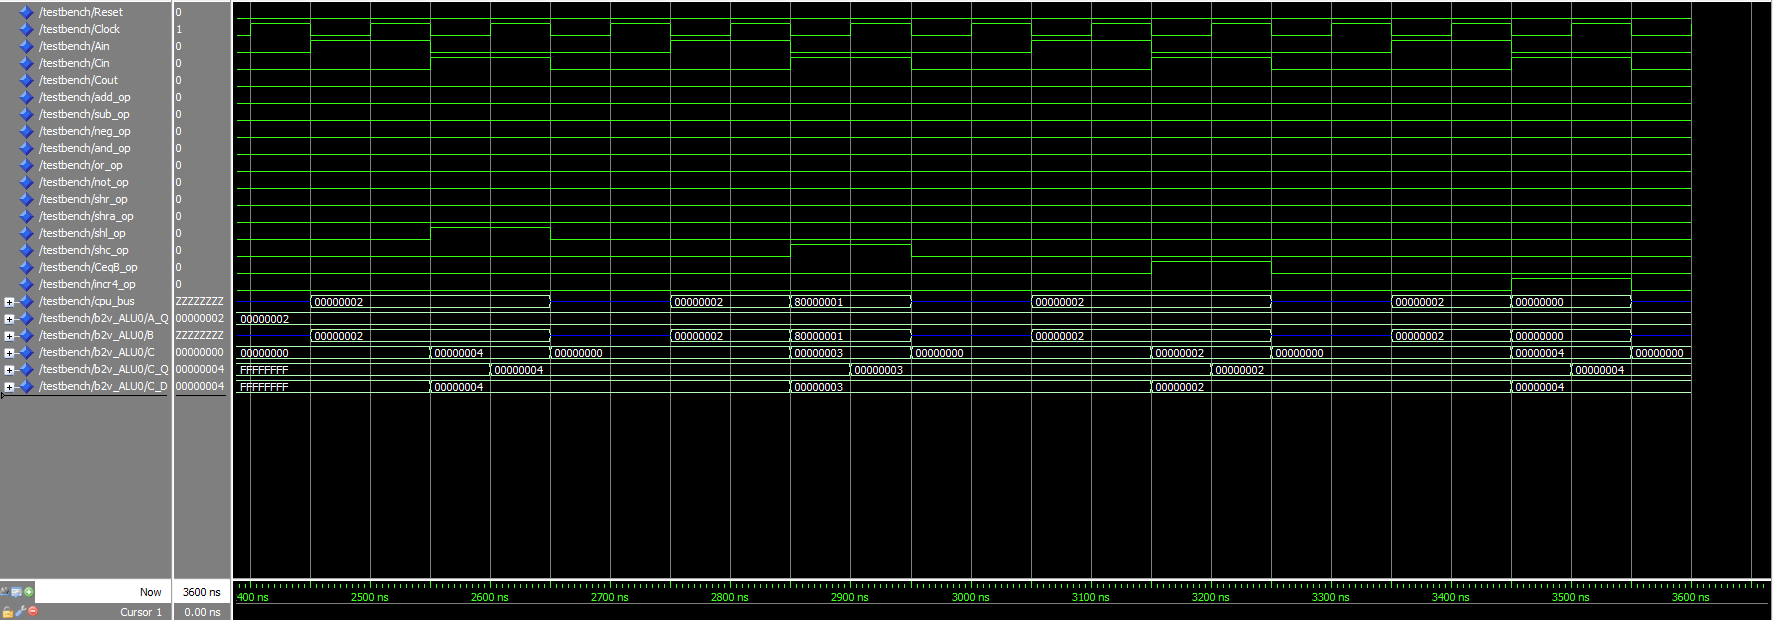 /testbench/Reset 0
/testbench/Clock 1
/testbench/Ain 0
/testbench/Cin 0
/testbench/Cout 0
/testbench/add_op 0
/testbench/sub_op 0
/testbench/neg_op 0
/testbench/and_op 0
/testbench/or_op 0
/testbench/not_op 0
/testbench/shr_op 0
/testbench/shra_op 0
/testbench/shl_op 0
/testbench/shc_op 0
/testbench/CeqB_op 0
/testbench/incr4_op 0
/testbench/cpu_bus ZZZZZZZZ 00000002 00000002 80000001 00000002 00000002 00000000
/testbench/b2v_ALU0/A_Q 00000002 00000002
/testbench/b2v_ALU0/B ZZZZZZZZ 00000002 00000002 80000001 00000002 00000002 00000000
/testbench/b2v_ALU0/C 00000000 00000000 00000004 00000000 00000003 00000000 00000002 00000000 00000004 00000000
/testbench/b2v_ALU0/C_Q 00000004 FFFFFFFF 00000004 00000003 00000002 00000004
/testbench/b2v_ALU0/C_D 00000004 FFFFFFFF 00000004 00000003 00000002 00000004
Now 3600 ns 400 ns 2500 ns 2600 ns 2700 ns 2800 ns 2900 ns 3000 ns 3100 ns 3200 ns 3300 ns 3400 ns 3500 ns 3600 ns
Cursor 1 0.00 ns